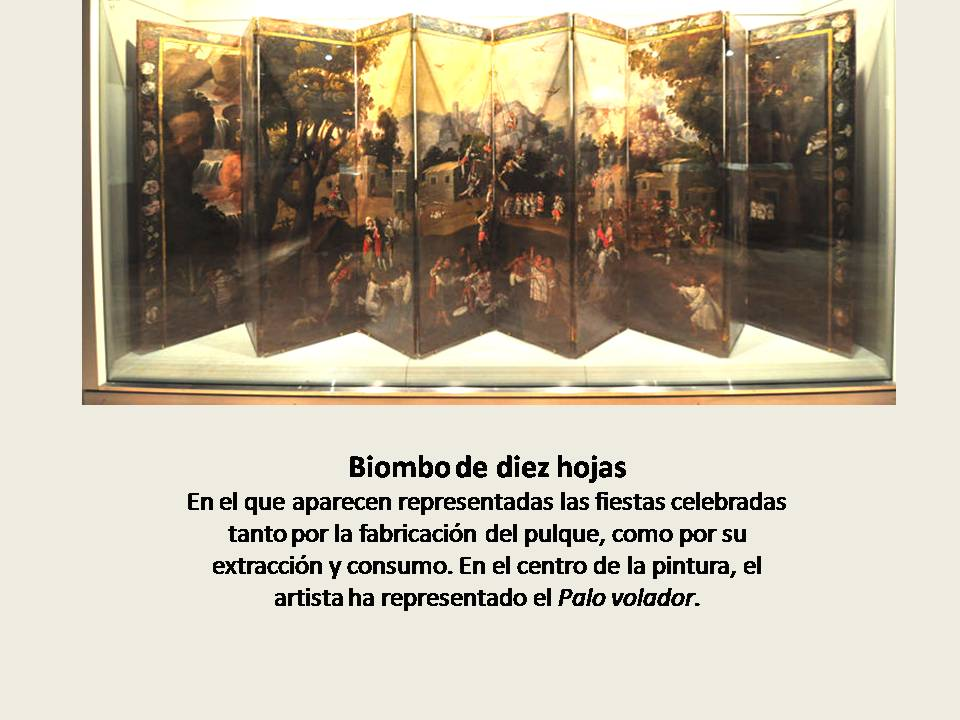 Biombo de diez hojas
En el que aparecen representadas las fiestas celebradas
tanto por la fabricación del pulque, como por su
extracción y consumo. En el centro de la pintura, el
artista ha representado el Palo volador.